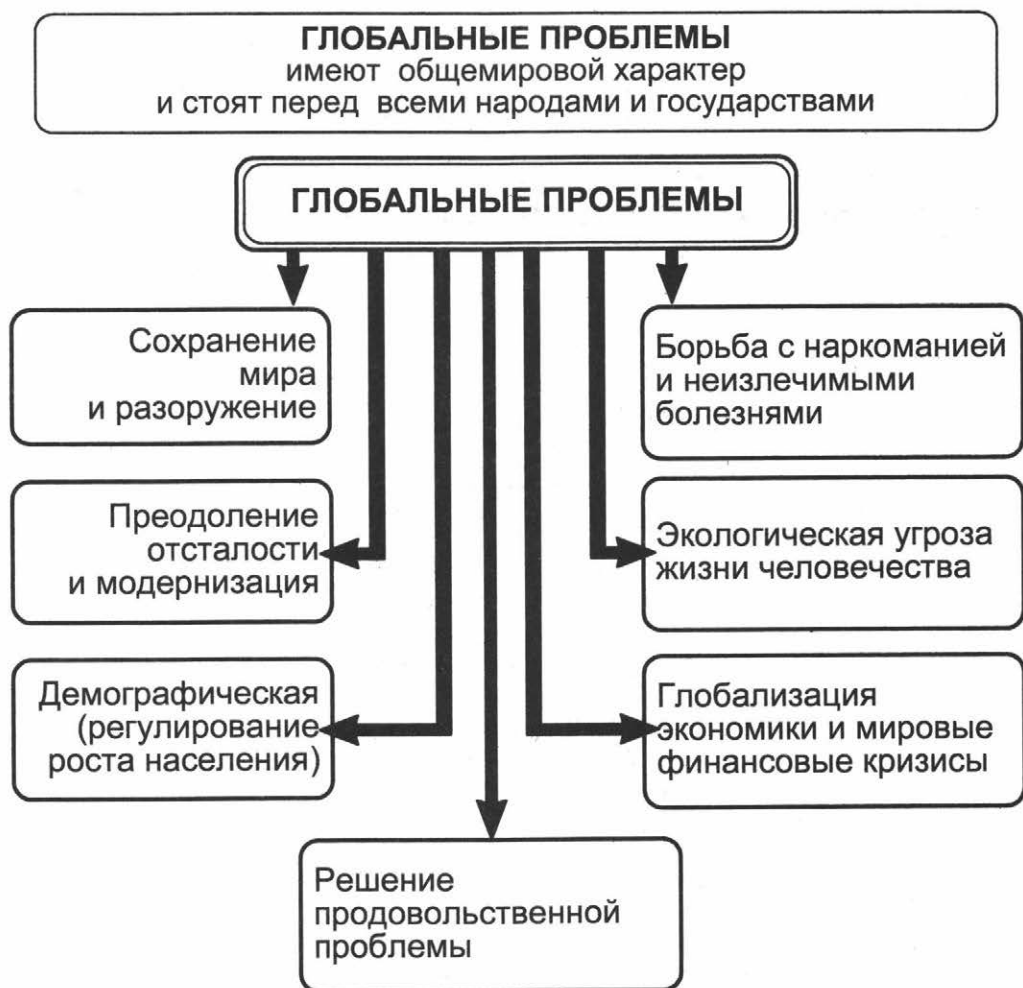 ГЛОБАЛЬНЫЕ ПРОБЛЕМЫ
имеют общемировой характер
и стоят перед всеми народами и государствами
ГЛОБАЛЬНЫЕ ПРОБЛЕМЫ
Сохранение
мира
и разоружение
Борьба с наркоманией
и неизлечимыми
болезнями
Преодоление
отсталости
и модернизация
Экологическая угроза
жизни человечества
Демографическая
(регулирование
роста населения)
Глобализация
экономики и мировые
финансовые кризисы
Решение
продовольственной
проблемы